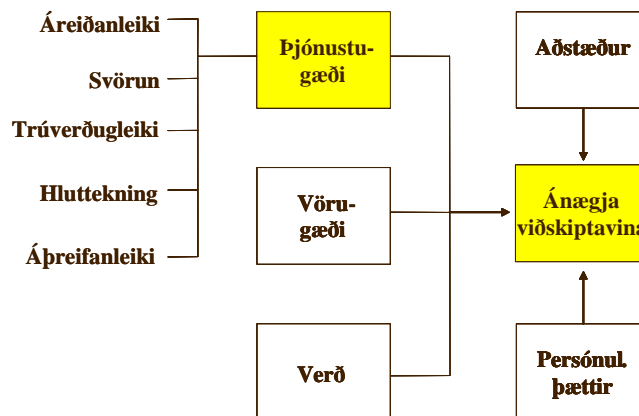 Áreiðanleiki
Svörun
Trúverðugleiki
Hluttekning
Áþreifanleiki
Þjónustu-
gæði
Vöru-
gæði
Verð
Aðstæður
Ánægja
viðskiptavina
Persónul.
þættir